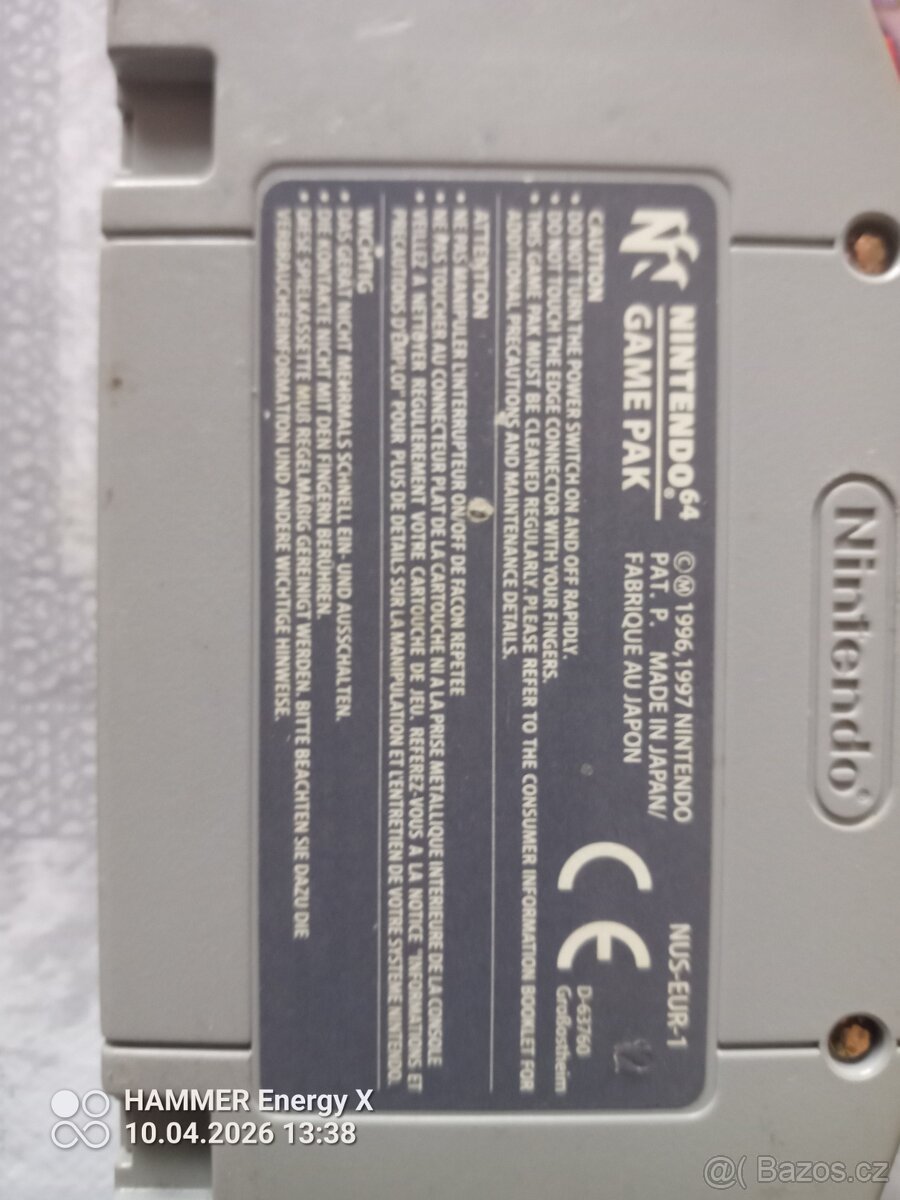 NINTENDO64
GAME PAK
©Ⓜ 1996,1997 NINTENDO
PAT. P. MADE IN JAPAN/
FABRIQUE AU JAPON
NUS-EUR-1
CE
D-63760
Großostheim
12
CAUTION
• DO NOT TURN THE POWER SWITCH ON AND OFF RAPIDLY.
• DO NOT TOUCH THE EDGE CONNECTOR WITH YOUR FINGERS.
• THIS GAME PAK MUST BE CLEANED REGULARLY. PLEASE REFER TO THE CONSUMER INFORMATION BOOKLET FOR
ADDITIONAL PRECAUTIONS AND MAINTENANCE DETAILS.
ATTENTION
• NE PAS MANIPULER L'INTERRUPTEUR ON/OFF DE FACON REPETEE.
• NE PAS TOUCHER AU CONNECTEUR PLAT DE LA CARTOUCHE NI A LA PRISE METALLIQUE INTERIEURE DE LA CONSOLE.
• VEUILLEZ A NETTOYER REGULIEREMENT VOTRE CARTOUCHE DE JEU. REFEREZ-VOUS A LA NOTICE "INFORMATIONS ET
PRECAUTIONS D'EMPLOI" POUR PLUS DE DETAILS SUR LA MANIPULATION ET L'ENTRETIEN DE VOTRE SYSTEME NINTENDO.
WICHTIG
• DAS GERÄT NICHT MEHRMALS SCHNELL EIN- UND AUSSCHALTEN.
• DIE KONTAKTE NICHT MIT DEN FINGERN BERÜHREN.
• DIESE SPIELKASSETTE MUß REGELMÄßIG GEREINIGT WERDEN. BITTE BEACHTEN SIE DAZU DIE
VERBRAUCHERINFORMATION UND ANDERE WICHTIGE HINWEISE.
Nintendo®
HAMMER Energy X
10.04.2026 13:38
@( Bazos.cz